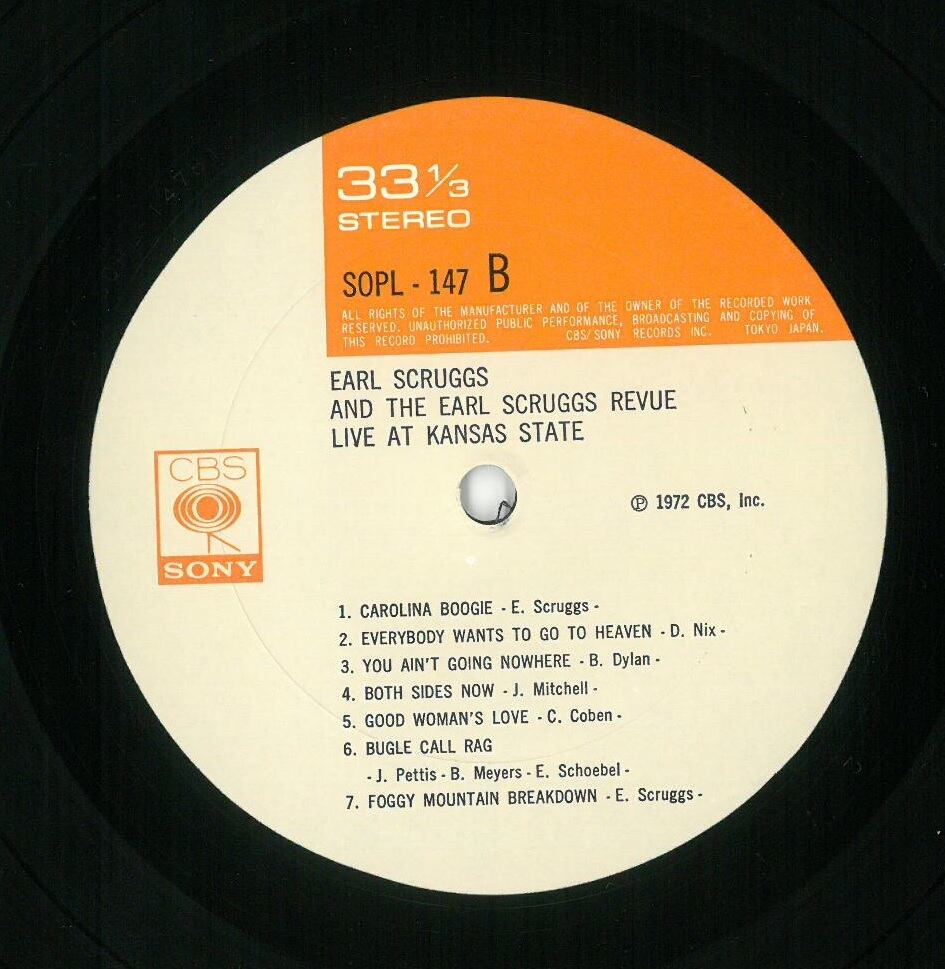 33 1/3
STEREO
SOPL - 147 B
ALL RIGHTS OF THE MANUFACTURER AND OF THE OWNER OF THE RECORDED WORK
RESERVED. UNAUTHORIZED PUBLIC PERFORMANCE, BROADCASTING AND COPYING OF
THIS RECORD PROHIBITED. CBS/SONY RECORDS INC. TOKYO JAPAN.
EARL SCRUGGS
AND THE EARL SCRUGGS REVUE
LIVE AT KANSAS STATE
CBS
SONY
℗ 1972 CBS, Inc.
1. CAROLINA BOOGIE - E. Scruggs -
2. EVERYBODY WANTS TO GO TO HEAVEN - D. Nix -
3. YOU AIN'T GOING NOWHERE - B. Dylan -
4. BOTH SIDES NOW - J. Mitchell -
5. GOOD WOMAN'S LOVE - C. Coben -
6. BUGLE CALL RAG
- J. Pettis - B. Meyers - E. Schoebel -
7. FOGGY MOUNTAIN BREAKDOWN - E. Scruggs -